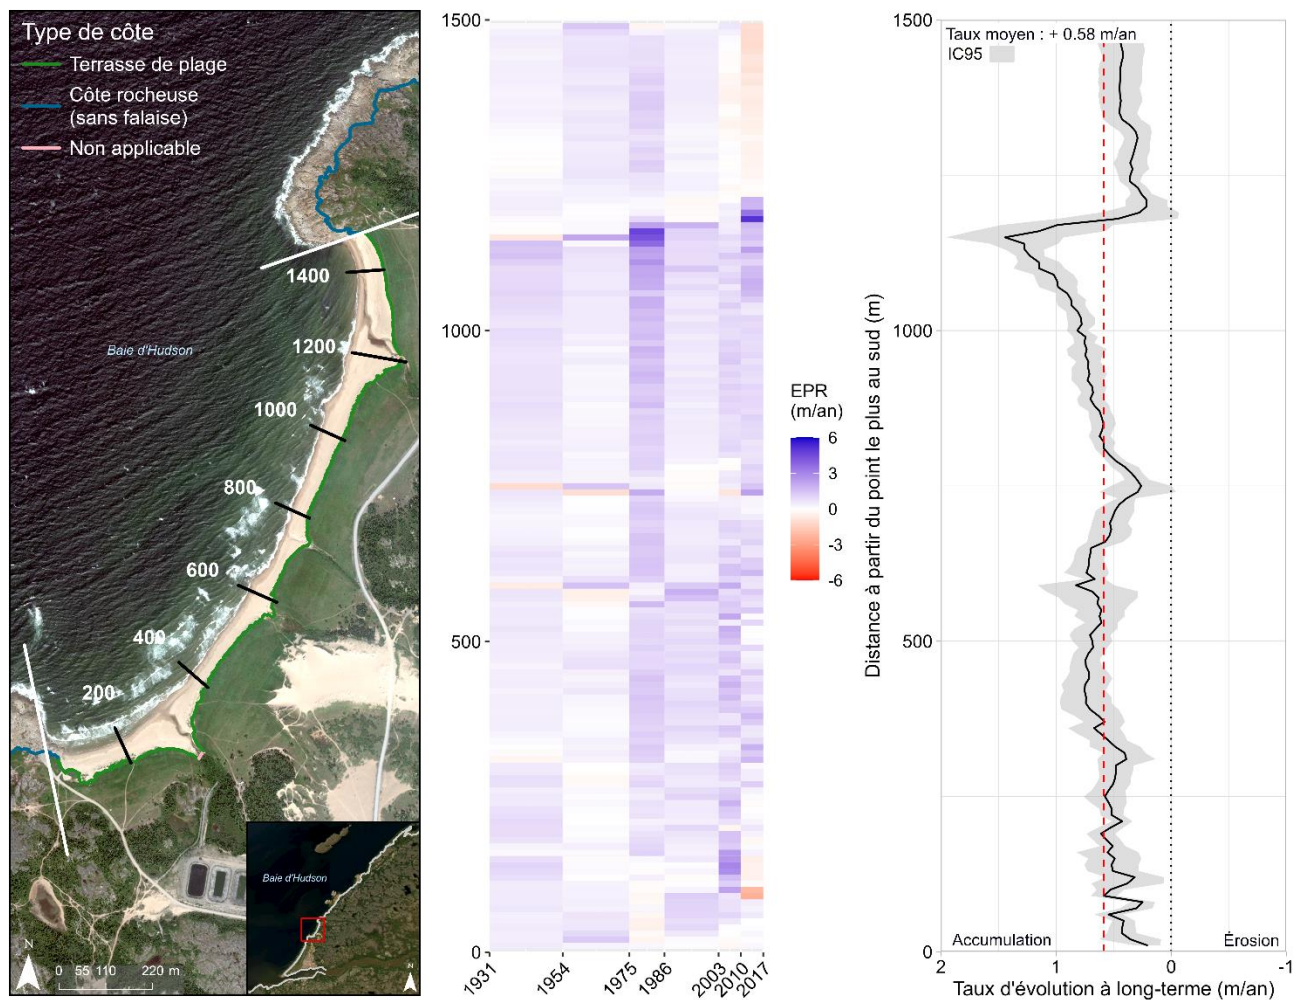 Type de côte
Terrasse de plage
Côte rocheuse
(sans falaise)
Non applicable
1400
1200
1000
800
600
400
200
Baie d'Hudson
Baie d'Hudson
N
0 55 110 220 m
N
1500
1000
500
0
1931
1954
1975
1986
2003
2010
2017
EPR
(m/an)
6
3
0
-3
-6
Distance à partir du point le plus au sud (m)
1500
1000
500
0
Taux moyen : + 0.58 m/an
IC95
Accumulation
Érosion
2
1
0
-1
Taux d'évolution à long-terme (m/an)